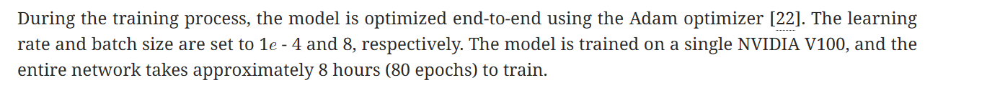 During the training process, the model is optimized end-to-end using the Adam optimizer [22]. The learning
rate and batch size are set to 1e - 4 and 8, respectively. The model is trained on a single NVIDIA V100, and the
entire network takes approximately 8 hours (80 epochs) to train.